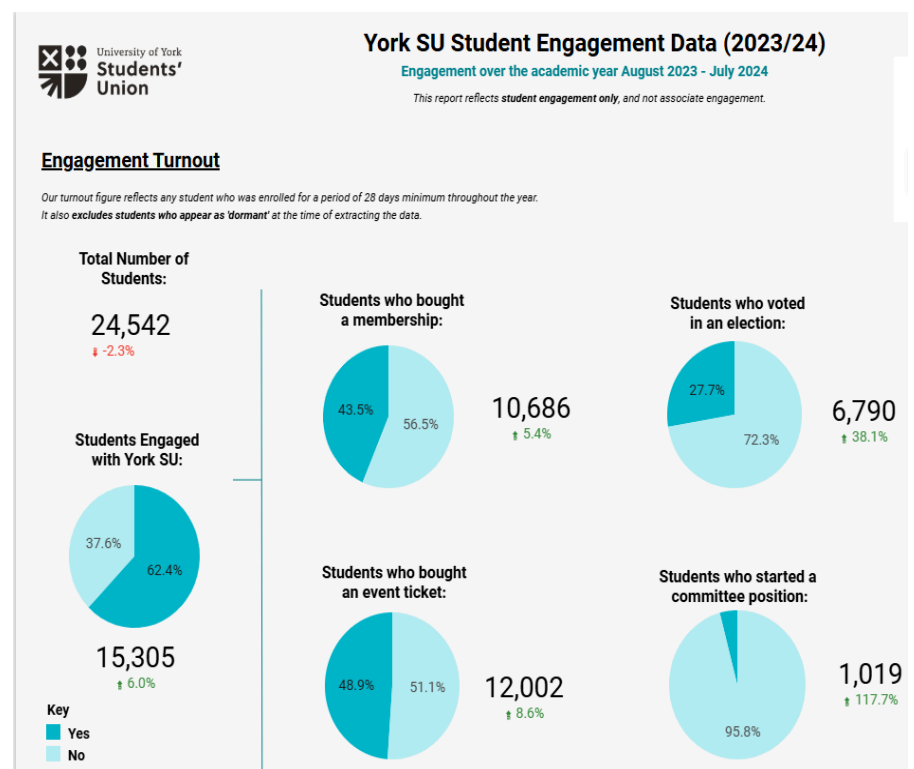 University of York
Students'
Union
York SU Student Engagement Data (2023/24)
Engagement over the academic year August 2023 - July 2024
This report reflects student engagement only, and not associate engagement.
Engagement Turnout
Our turnout figure reflects any student who was enrolled for a period of 28 days minimum throughout the year.
It also excludes students who appear as 'dormant' at the time of extracting the data.
Total Number of
Students:
24,542
-2.3%
Students Engaged
with York SU:
37.6%
62.4%
15,305
6.0%
Key
Yes
No
Students who bought
a membership:
43.5%
56.5%
10,686
5.4%
Students who voted
in an election:
27.7%
72.3%
6,790
38.1%
Students who bought
an event ticket:
48.9%
51.1%
12,002
8.6%
Students who started a
committee position:
95.8%
1,019
117.7%